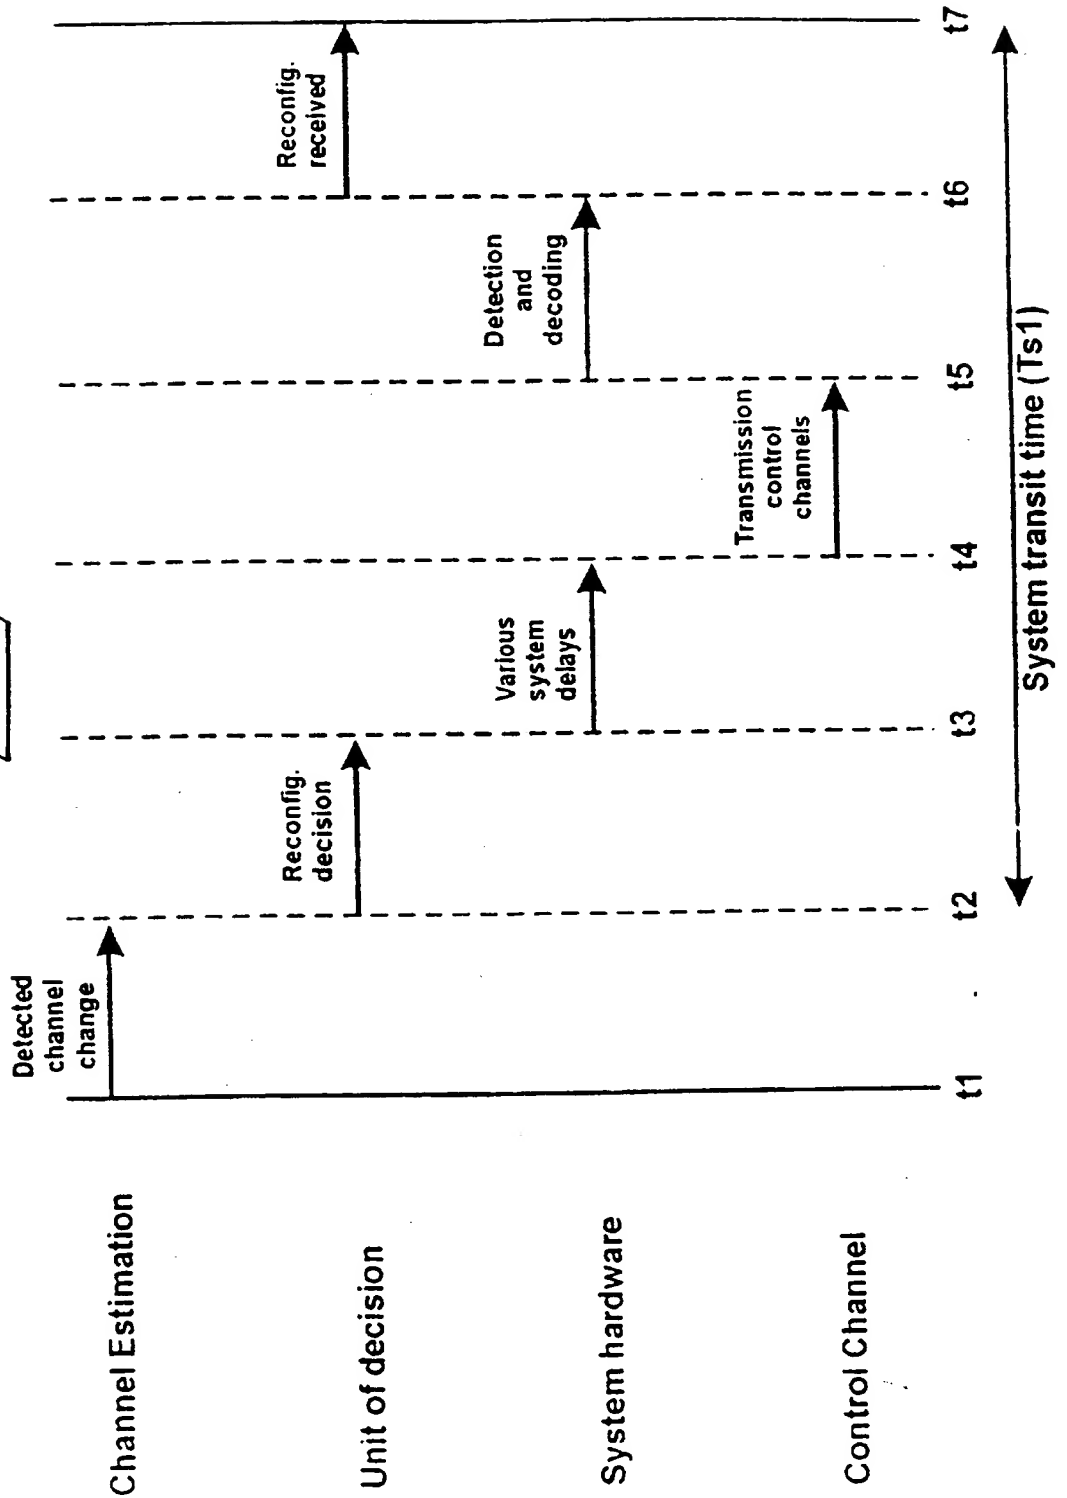 Channel Estimation
Detected
channel
change
Unit of decision
Reconfig.
decision
Reconfig.
received
System hardware
Various
system
delays
Detection
and
decoding
Control Channel
Transmission
control
channels
t1
t2
t3
t4
t5
t6
t7
System transit time (Ts1)